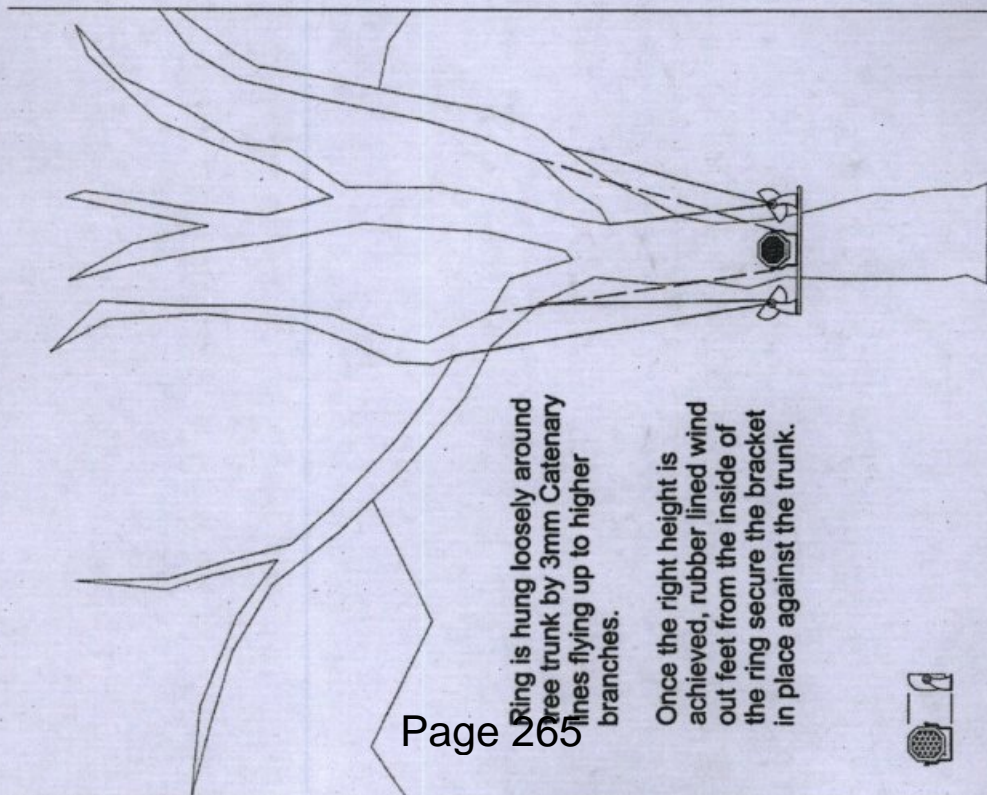 Ring is hung loosely around
tree trunk by 3mm Catenary
lines flying up to higher
branches.
Once the right height is
achieved, rubber lined wind
out feet from the inside of
the ring secure the bracket
in place against the trunk.
Page 265